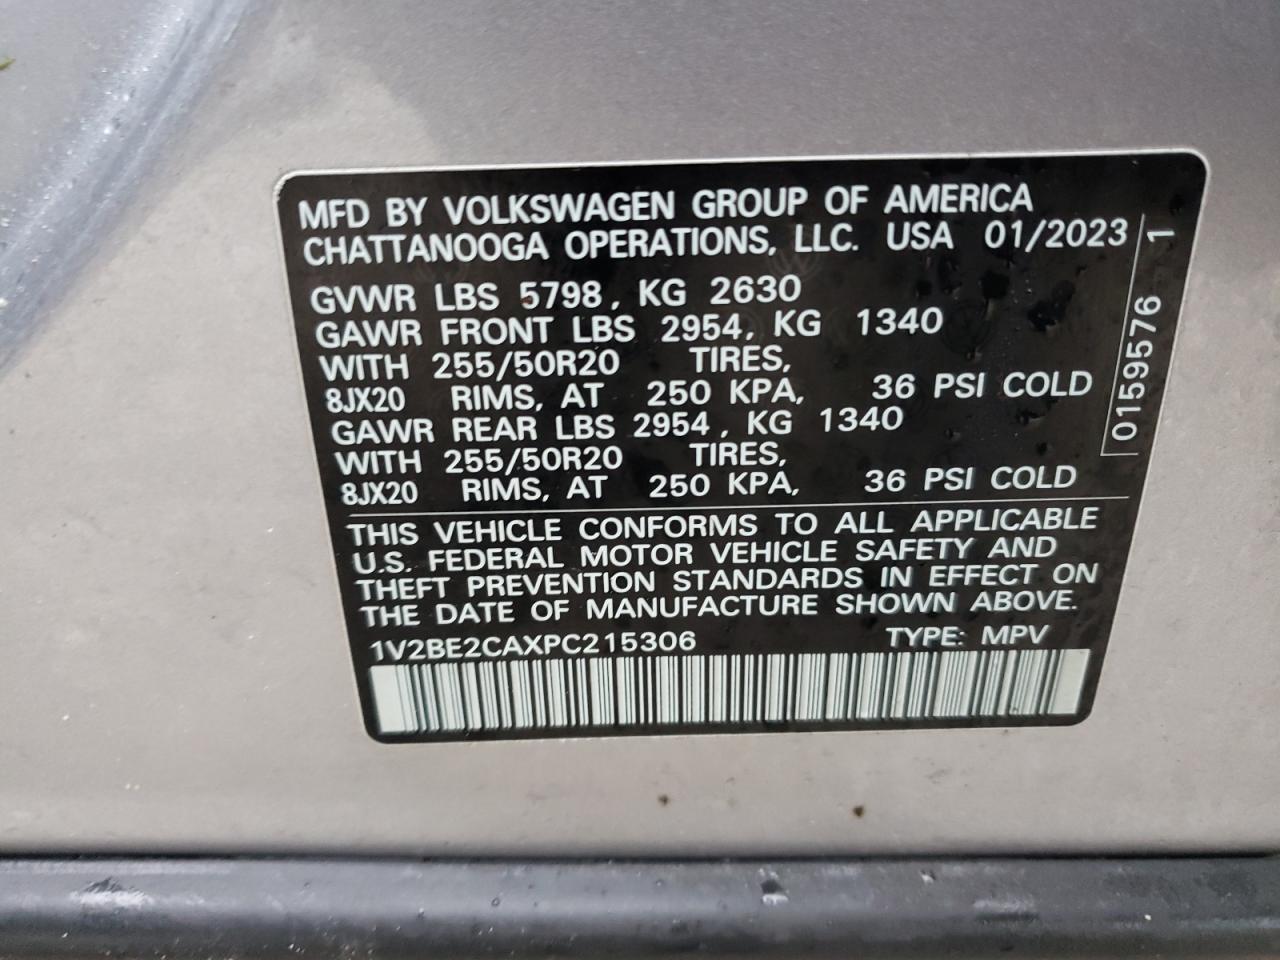 MFD BY VOLKSWAGEN GROUP OF AMERICA
CHATTANOOGA OPERATIONS, LLC. USA 01/2023
GVWR LBS 5798, KG 2630
GAWR FRONT LBS 2954, KG 1340
WITH 255/50R20 TIRES,
8JX20 RIMS, AT 250 KPA, 36 PSI COLD
GAWR REAR LBS 2954, KG 1340
WITH 255/50R20 TIRES,
8JX20 RIMS, AT 250 KPA, 36 PSI COLD
0159576 1
THIS VEHICLE CONFORMS TO ALL APPLICABLE
U.S. FEDERAL MOTOR VEHICLE SAFETY AND
THEFT PREVENTION STANDARDS IN EFFECT ON
THE DATE OF MANUFACTURE SHOWN ABOVE.
1V2BE2CAXPC215306 TYPE: MPV